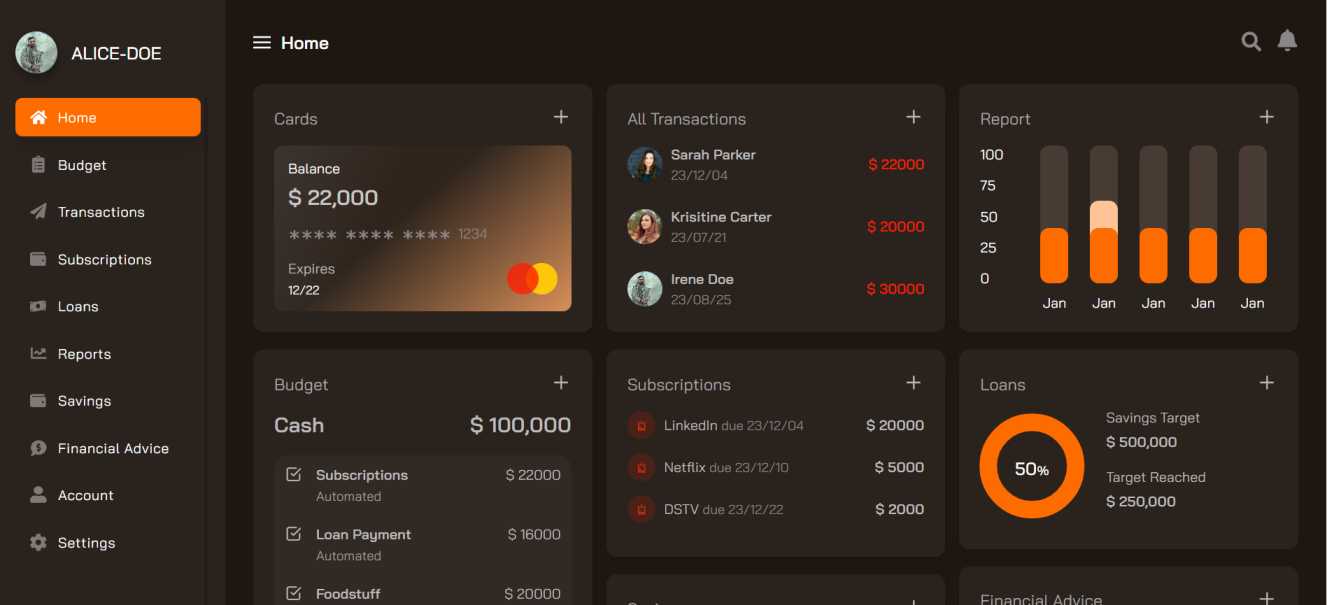 ALICE-DOE
Home
Budget
Transactions
Subscriptions
Loans
Reports
Savings
Financial Advice
Account
Settings
Home
Cards
Balance
$ 22,000
**** **** **** 1234
Expires
12/22
All Transactions
Sarah Parker
23/12/04
$ 22000
Krisitine Carter
23/07/21
$ 20000
Irene Doe
23/08/25
$ 30000
Report
100
75
50
25
0
Jan Jan Jan Jan Jan
Budget
Cash $ 100,000
Subscriptions $ 22000
Automated
Loan Payment $ 16000
Automated
Foodstuff $ 20000
Subscriptions
LinkedIn due 23/12/04 $ 20000
Netflix due 23/12/10 $ 5000
DSTV due 23/12/22 $ 2000
Loans
50%
Savings Target
$ 500,000
Target Reached
$ 250,000
Financial Advice